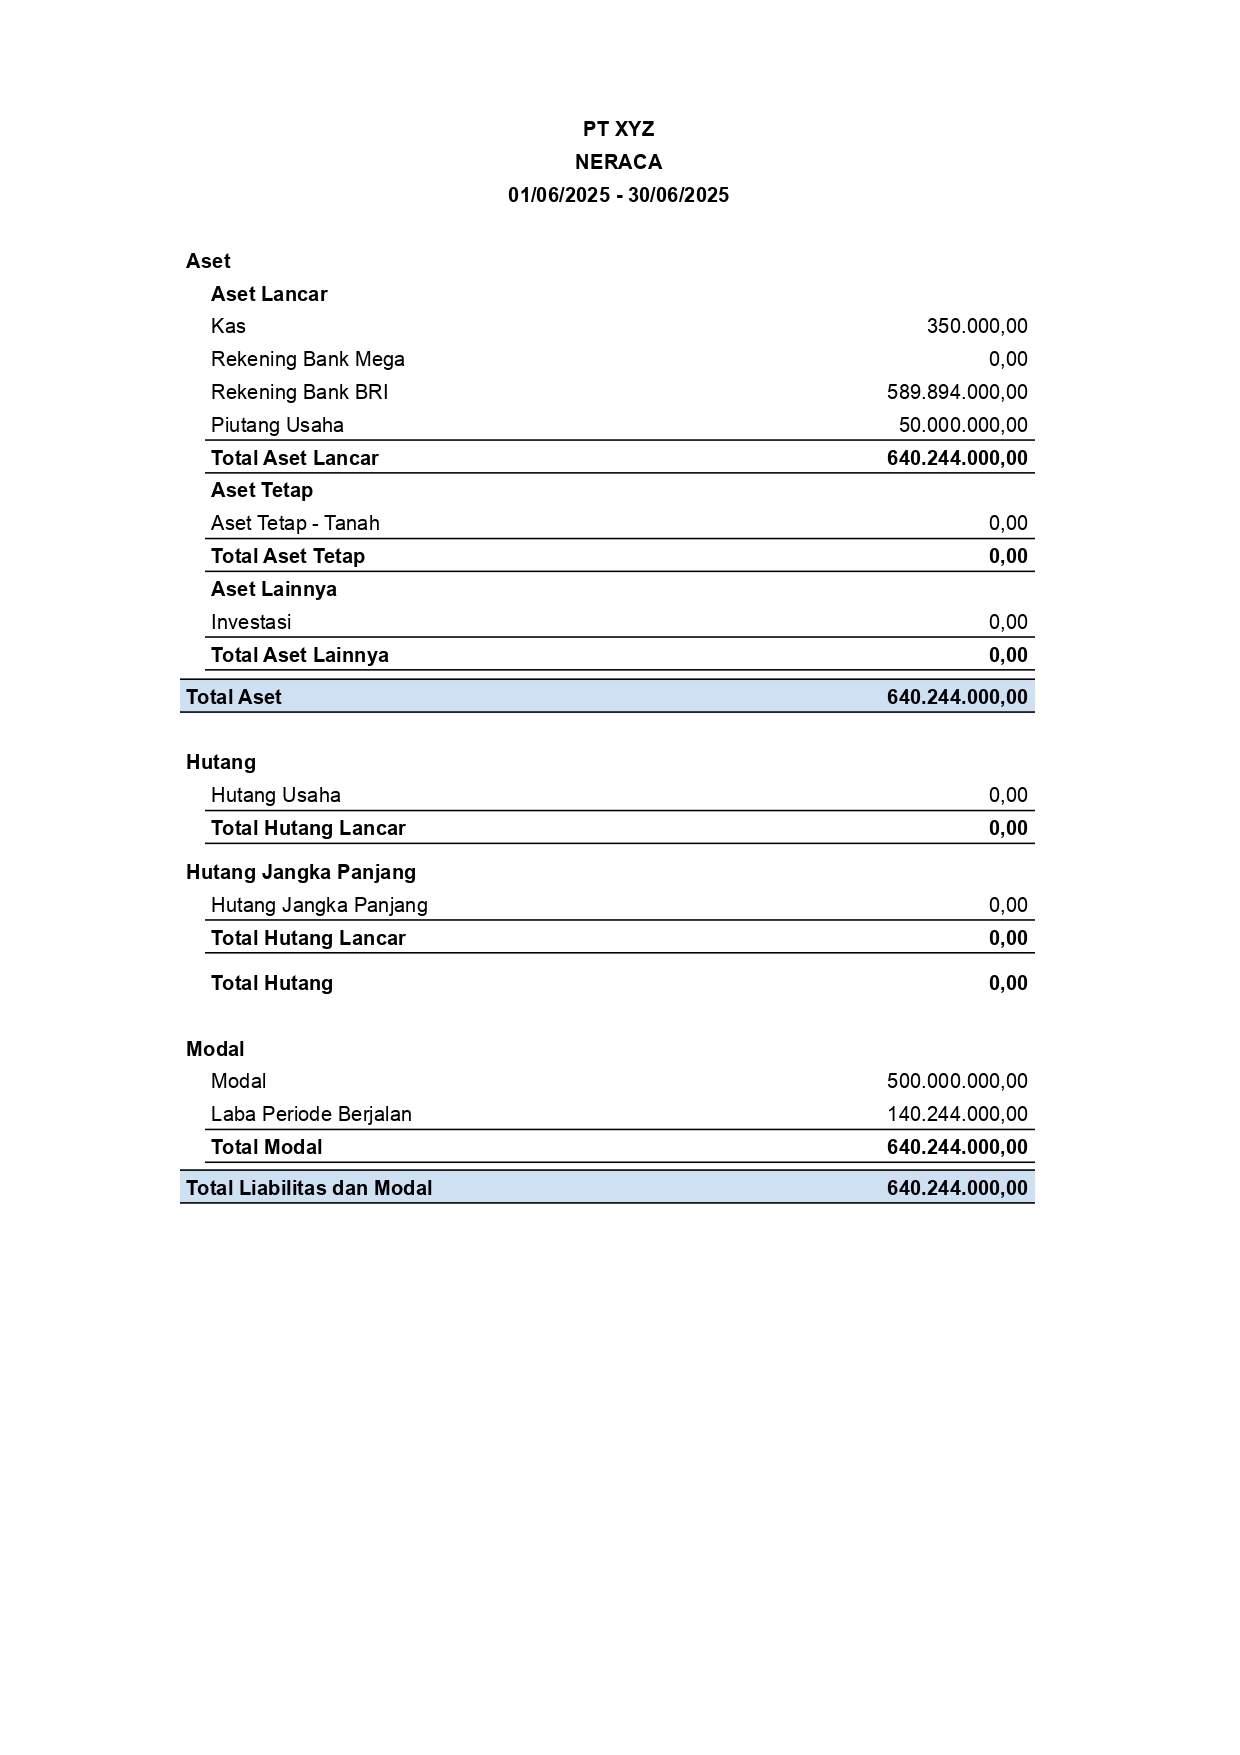 PT XYZ
NERACA
01/06/2025 - 30/06/2025
Aset
Aset Lancar
Kas 350.000,00
Rekening Bank Mega 0,00
Rekening Bank BRI 589.894.000,00
Piutang Usaha 50.000.000,00
Total Aset Lancar 640.244.000,00
Aset Tetap
Aset Tetap - Tanah 0,00
Total Aset Tetap 0,00
Aset Lainnya
Investasi 0,00
Total Aset Lainnya 0,00
Total Aset 640.244.000,00
Hutang
Hutang Usaha 0,00
Total Hutang Lancar 0,00
Hutang Jangka Panjang
Hutang Jangka Panjang 0,00
Total Hutang Lancar 0,00
Total Hutang 0,00
Modal
Modal 500.000.000,00
Laba Periode Berjalan 140.244.000,00
Total Modal 640.244.000,00
Total Liabilitas dan Modal 640.244.000,00